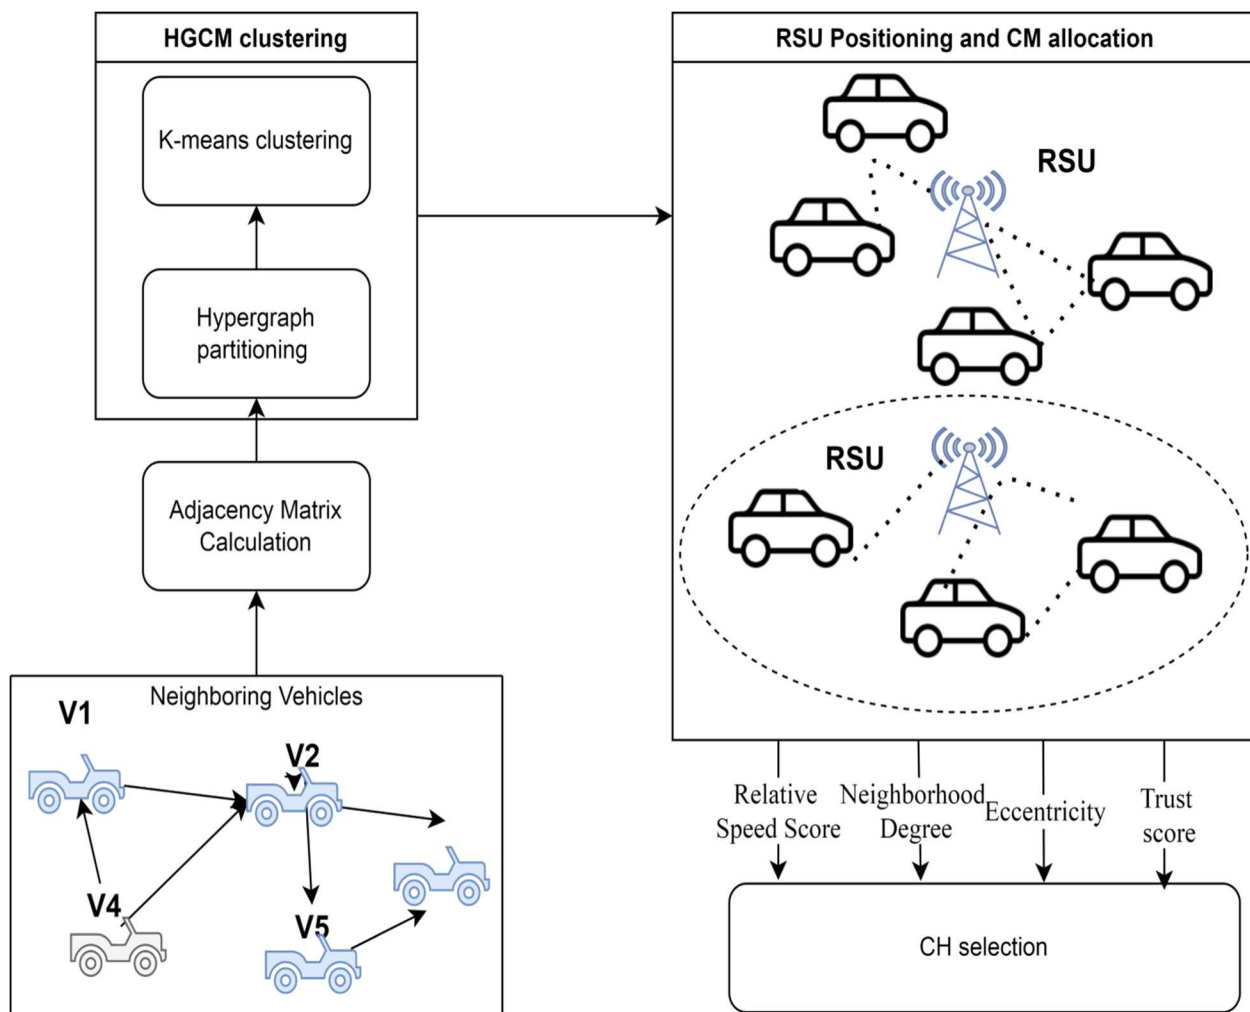 HGCM clustering
K-means clustering
Hypergraph
partitioning
Adjacency Matrix
Calculation
Neighboring Vehicles
V1
V2
V4
V5
RSU Positioning and CM allocation
RSU
RSU
Relative
Speed Score
Neighborhood
Degree
Eccentricity
Trust
score
CH selection